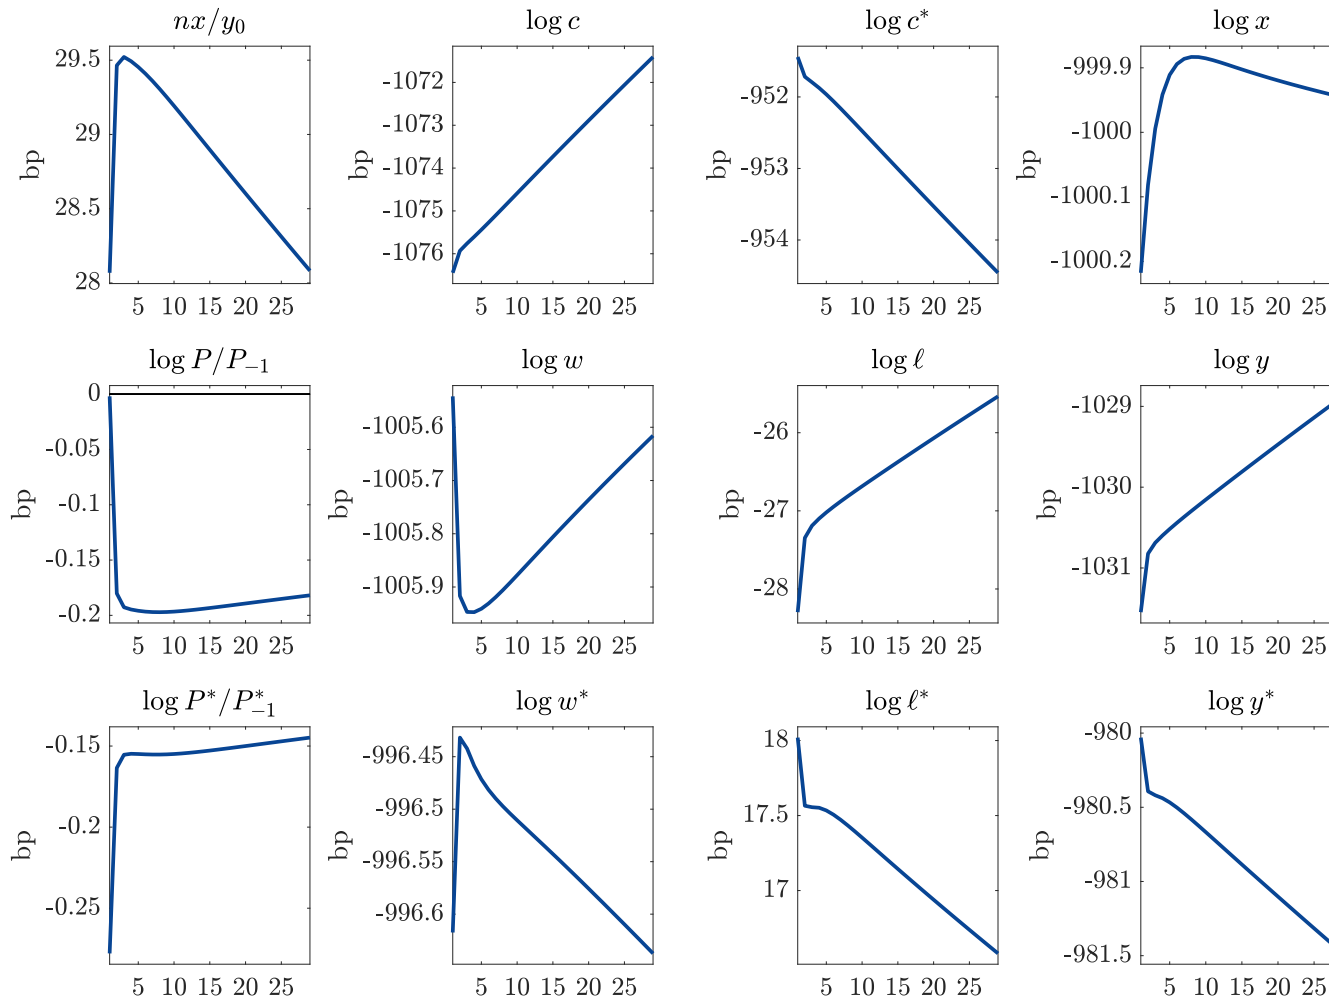 nx/y₀
29.5
29
28.5
28
bp
5 10 15 20 25
log c
-1072
-1073
-1074
-1075
-1076
bp
5 10 15 20 25
log c*
-952
-953
-954
bp
5 10 15 20 25
log x
-999.9
-1000
-1000.1
-1000.2
bp
5 10 15 20 25
log P/P₋₁
0
-0.05
-0.1
-0.15
-0.2
bp
5 10 15 20 25
log w
-1005.6
-1005.7
-1005.8
-1005.9
bp
5 10 15 20 25
log ℓ
-26
-27
-28
bp
5 10 15 20 25
log y
-1029
-1030
-1031
bp
5 10 15 20 25
log P*/P*₋₁
-0.15
-0.2
-0.25
bp
5 10 15 20 25
log w*
-996.45
-996.5
-996.55
-996.6
bp
5 10 15 20 25
log ℓ*
18
17.5
17
bp
5 10 15 20 25
log y*
-980
-980.5
-981
-981.5
bp
5 10 15 20 25